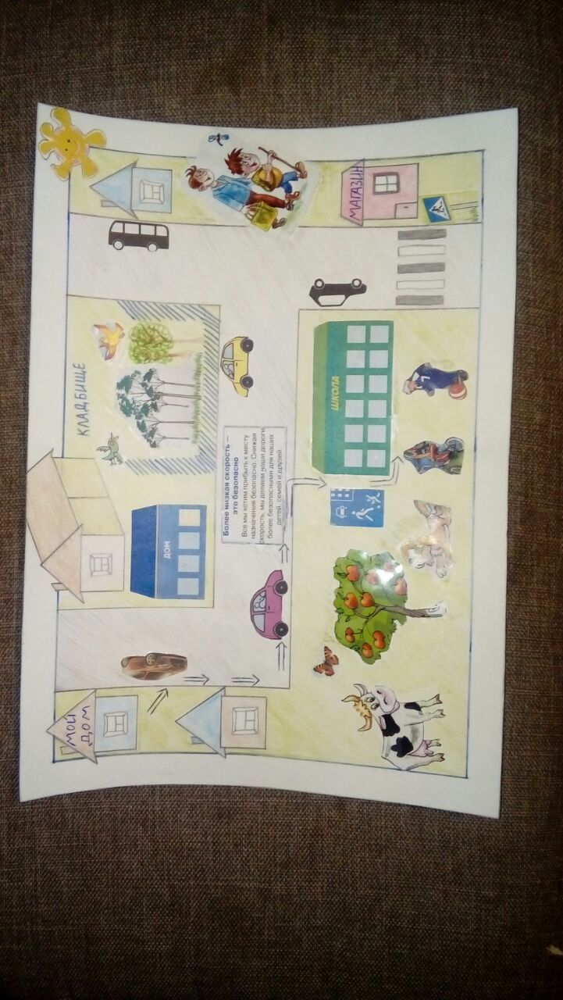 МОЙ
ДОМ
КЛАДБИЩЕ
ДОМ
Более низкая скорость –
это безопасно
Все мы хотим прибыть к месту
назначения безопасно. Снижая
скорость, мы делаем наши дороги
более безопасными для наших
детей, семей и друзей.
ШКОЛА
МАГАЗИН